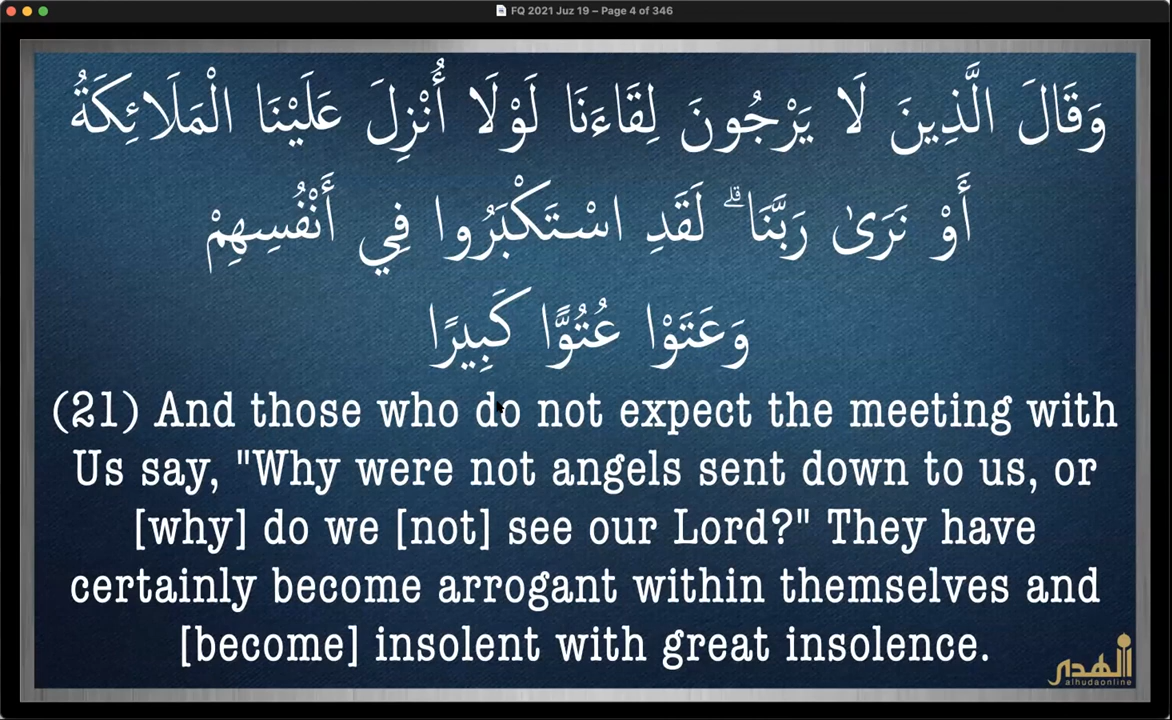 FQ 2021 Juz 19 – Page 4 of 346
وَقَالَ الَّذِينَ لَا يَرْجُونَ لِقَاءَنَا لَوْلَا أُنْزِلَ عَلَيْنَا الْمَلَائِكَةُ
أَوْ نَرَىٰ رَبَّنَا ۗ لَقَدِ اسْتَكْبَرُوا فِي أَنْفُسِهِمْ
وَعَتَوْا عُتُوًّا كَبِيرًا
(21) And those who do not expect the meeting with
Us say, "Why were not angels sent down to us, or
[why] do we [not] see our Lord?" They have
certainly become arrogant within themselves and
[become] insolent with great insolence.
الهدى
alhudaonline